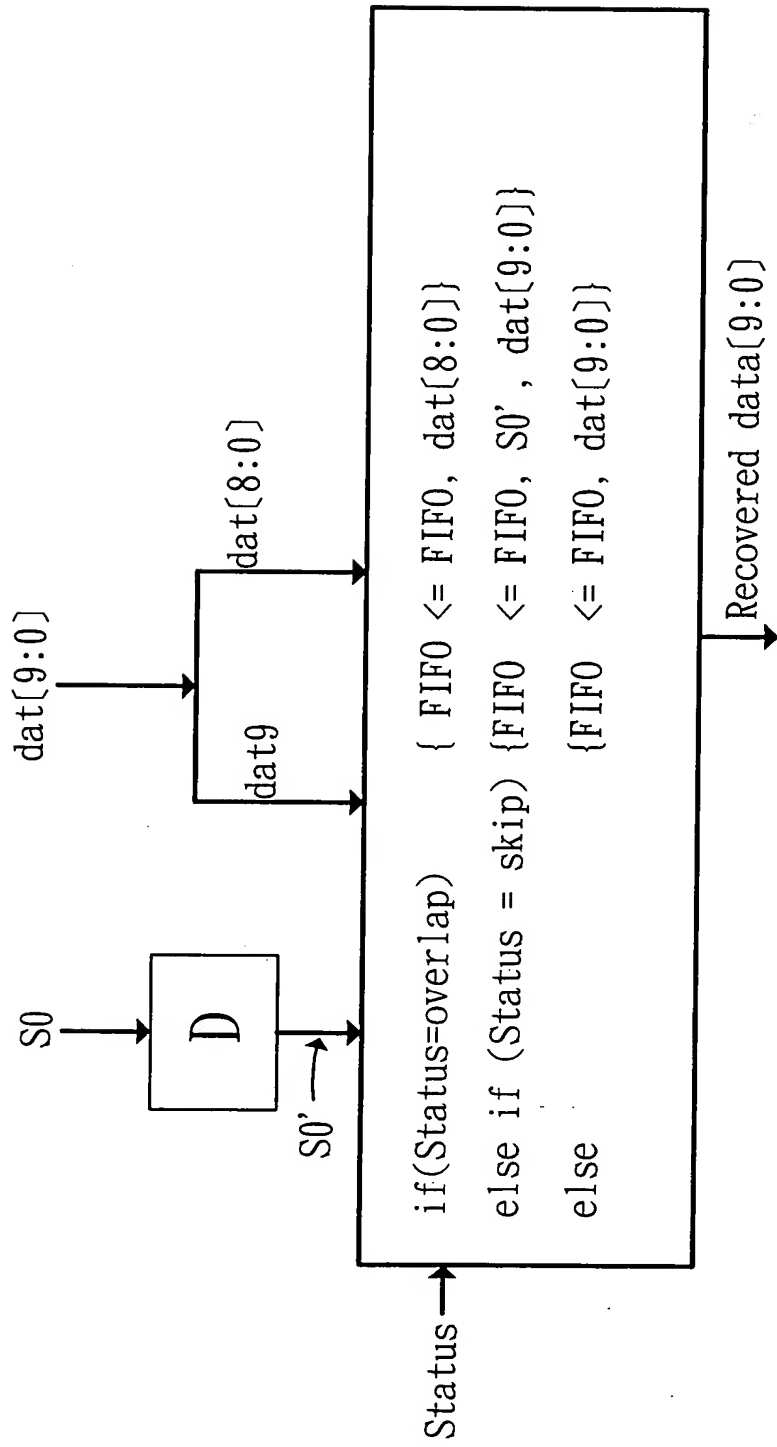 dat[9:0]
S0
dat9
dat[8:0]
D
S0'
Status
if(Status=overlap) { FIFO <= FIFO, dat[8:0]}
else if (Status = skip) {FIFO <= FIFO, S0', dat[9:0]}
else {FIFO <= FIFO, dat[9:0]}
Recovered data[9:0]